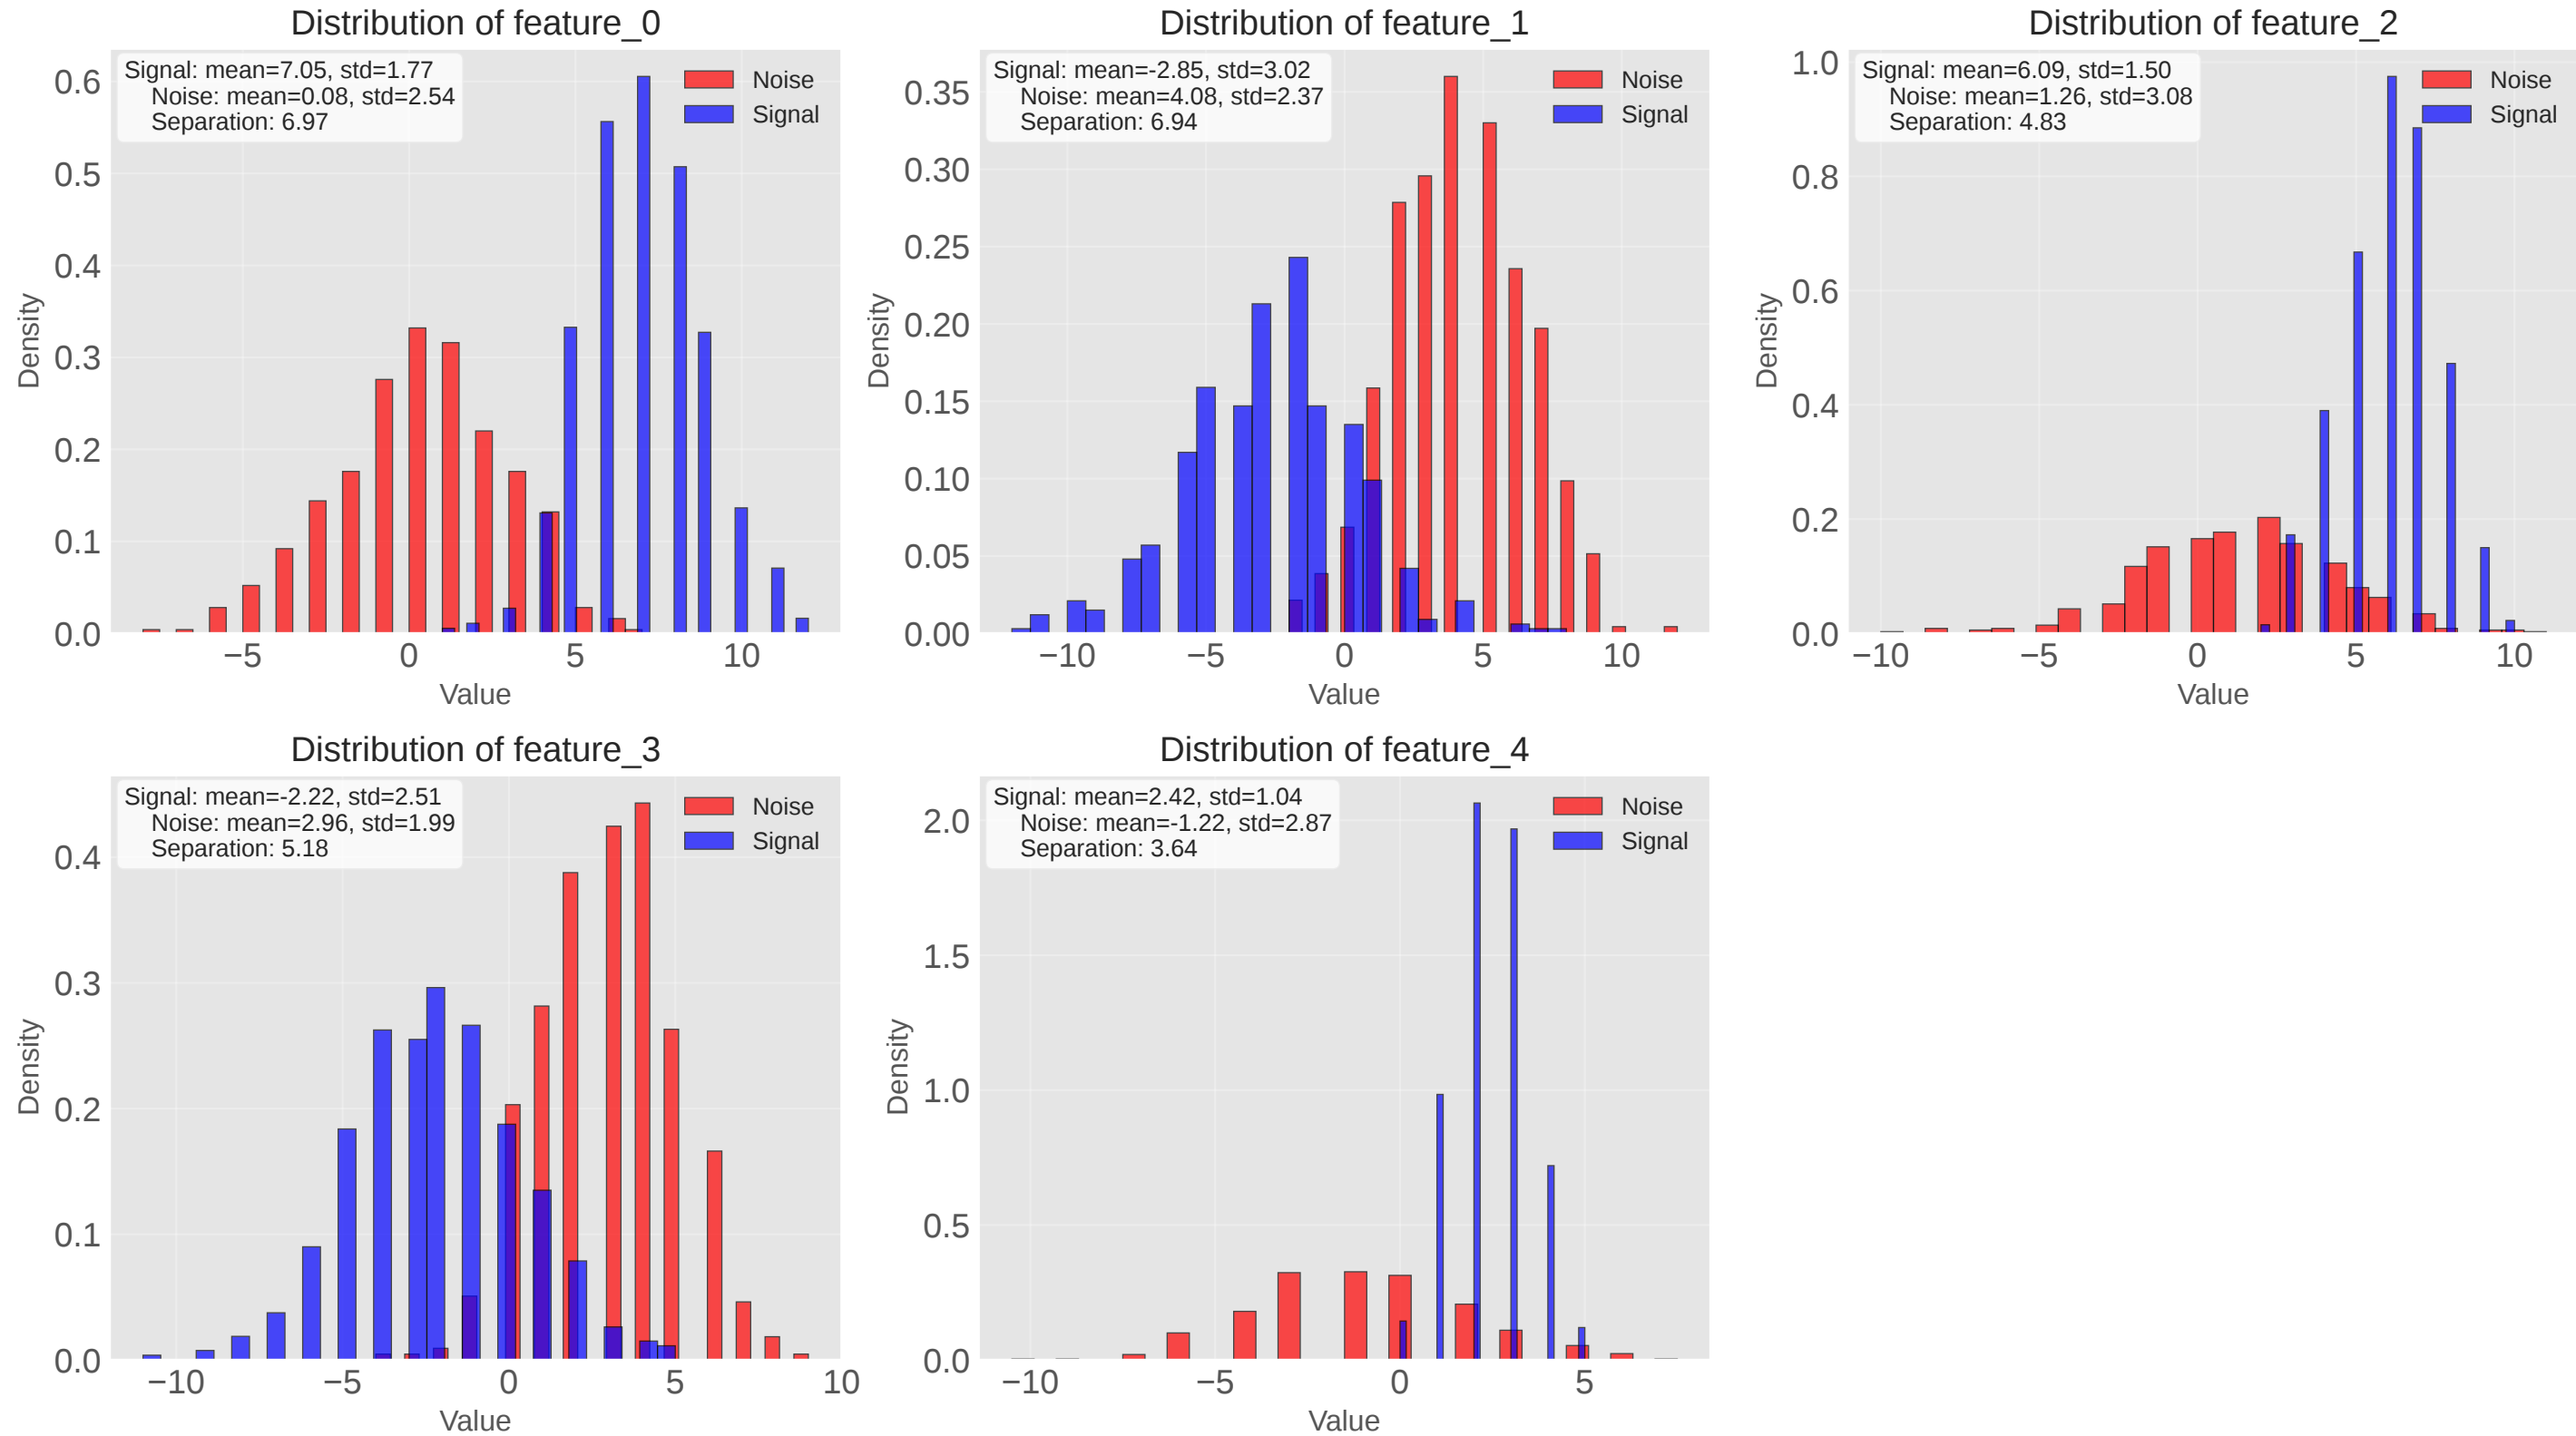 Distribution of feature_0
Signal: mean=7.05, std=1.77
Noise: mean=0.08, std=2.54
Separation: 6.97
Noise
Signal
0.6
0.5
0.4
0.3
0.2
0.1
0.0
Density
−5 0 5 10
Value
Distribution of feature_1
Signal: mean=-2.85, std=3.02
Noise: mean=4.08, std=2.37
Separation: 6.94
Noise
Signal
0.35
0.30
0.25
0.20
0.15
0.10
0.05
0.00
Density
−10 −5 0 5 10
Value
Distribution of feature_2
Signal: mean=6.09, std=1.50
Noise: mean=1.26, std=3.08
Separation: 4.83
Noise
Signal
1.0
0.8
0.6
0.4
0.2
0.0
Density
−10 −5 0 5 10
Value
Distribution of feature_3
Signal: mean=-2.22, std=2.51
Noise: mean=2.96, std=1.99
Separation: 5.18
Noise
Signal
0.4
0.3
0.2
0.1
0.0
Density
−10 −5 0 5 10
Value
Distribution of feature_4
Signal: mean=2.42, std=1.04
Noise: mean=-1.22, std=2.87
Separation: 3.64
Noise
Signal
2.0
1.5
1.0
0.5
0.0
Density
−10 −5 0 5
Value